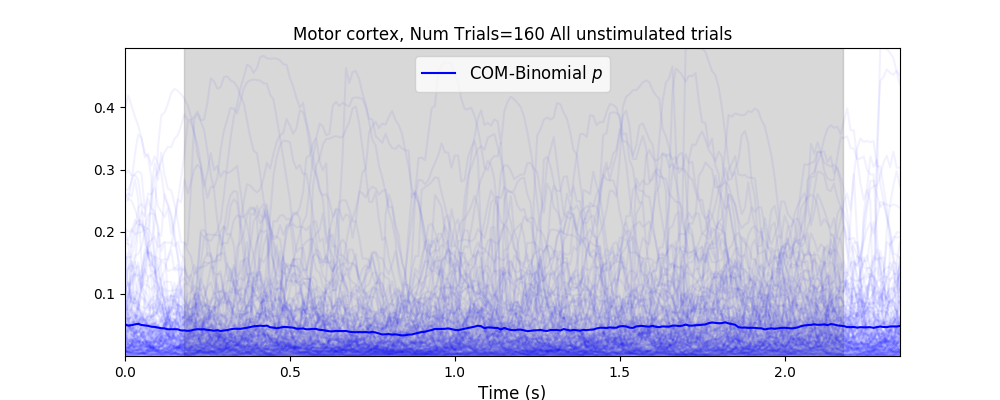 Motor cortex, Num Trials=160 All unstimulated trials
COM-Binomial p
0.4
0.3
0.2
0.1
0.0 0.5 1.0 1.5 2.0
Time (s)